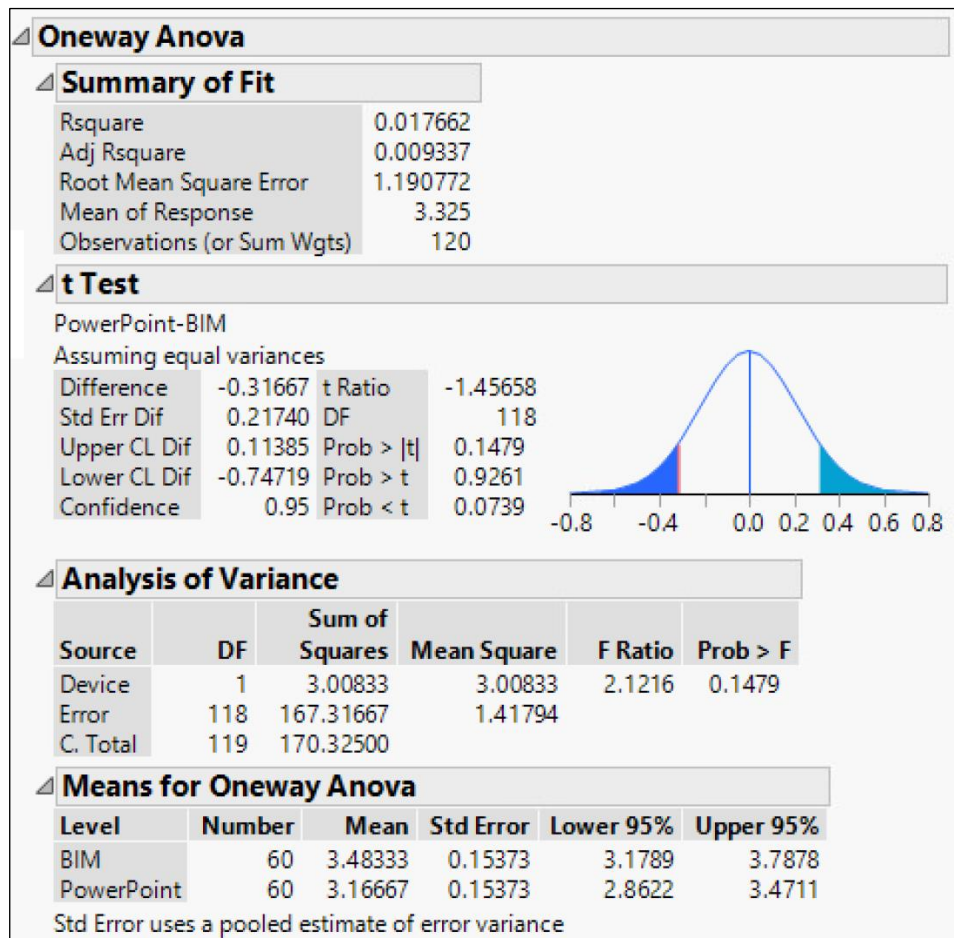 Oneway Anova
Summary of Fit
Rsquare 0.017662
Adj Rsquare 0.009337
Root Mean Square Error 1.190772
Mean of Response 3.325
Observations (or Sum Wgts) 120
t Test
PowerPoint-BIM
Assuming equal variances
Difference -0.31667 t Ratio -1.45658
Std Err Dif 0.21740 DF 118
Upper CL Dif 0.11385 Prob > |t| 0.1479
Lower CL Dif -0.74719 Prob > t 0.9261
Confidence 0.95 Prob < t 0.0739
-0.8 -0.4 0.0 0.2 0.4 0.6 0.8
Analysis of Variance
Sum of
Source DF Squares Mean Square F Ratio Prob > F
Device 1 3.00833 3.00833 2.1216 0.1479
Error 118 167.31667 1.41794
C. Total 119 170.32500
Means for Oneway Anova
Level Number Mean Std Error Lower 95% Upper 95%
BIM 60 3.48333 0.15373 3.1789 3.7878
PowerPoint 60 3.16667 0.15373 2.8622 3.4711
Std Error uses a pooled estimate of error variance